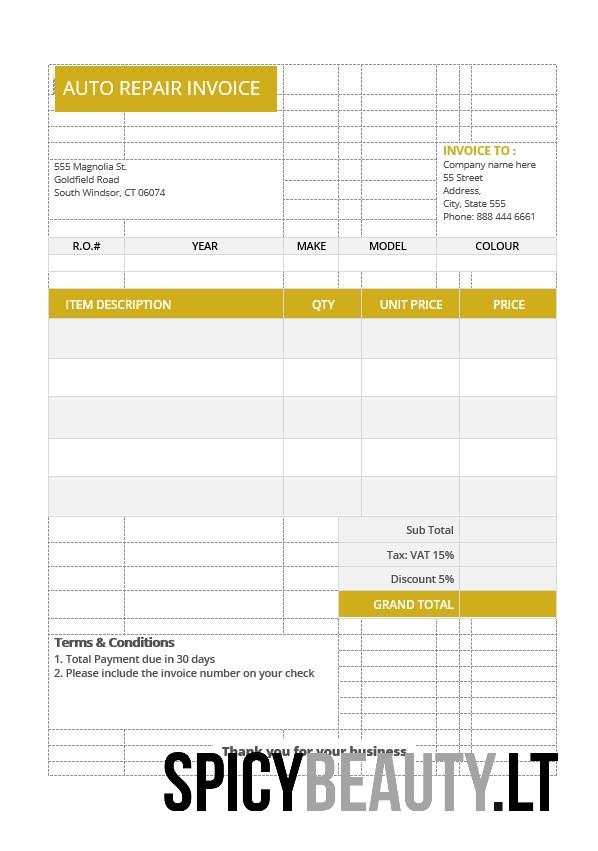 AUTO REPAIR INVOICE
555 Magnolia St.
Goldfield Road
South Windsor, CT 06074
INVOICE TO :
Company name here
55 Street
Address,
City, State 555
Phone: 888 444 6661
R.O.# YEAR MAKE MODEL COLOUR
ITEM DESCRIPTION QTY UNIT PRICE PRICE
Sub Total
Tax: VAT 15%
Discount 5%
GRAND TOTAL
Terms & Conditions
1. Total Payment due in 30 days
2. Please include the invoice number on your check
Thank you for your business
SPICYBEAUTY.LT